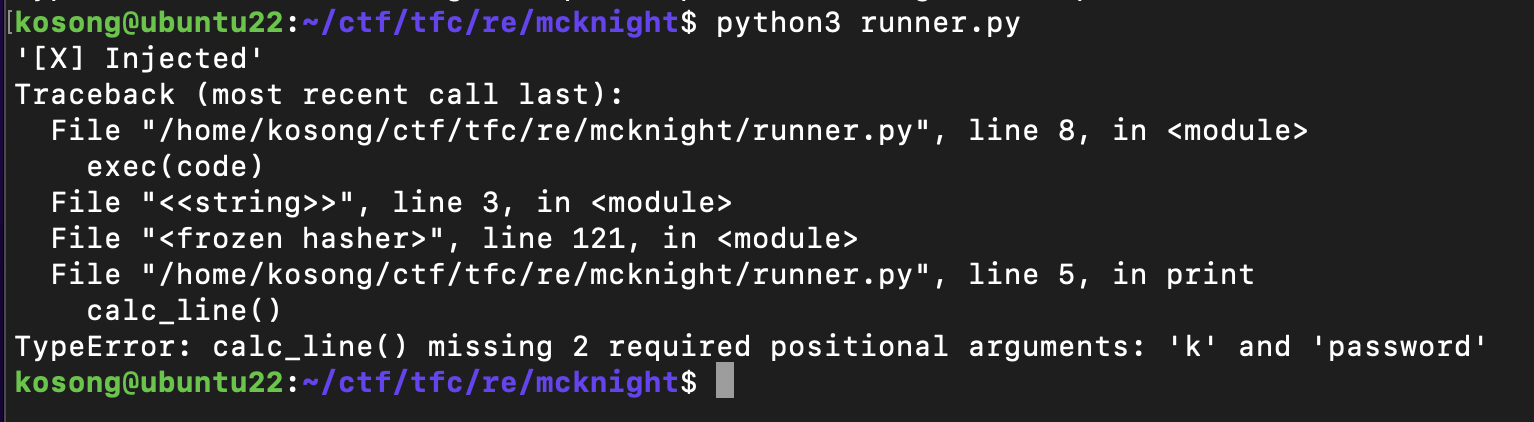 [kosong@ubuntu22:~/ctf/tfc/re/mcknight$ python3 runner.py
'[X] Injected'
Traceback (most recent call last):
  File "/home/kosong/ctf/tfc/re/mcknight/runner.py", line 8, in <module>
    exec(code)
  File "<<string>>", line 3, in <module>
  File "<frozen hasher>", line 121, in <module>
  File "/home/kosong/ctf/tfc/re/mcknight/runner.py", line 5, in print
    calc_line()
TypeError: calc_line() missing 2 required positional arguments: 'k' and 'password'
kosong@ubuntu22:~/ctf/tfc/re/mcknight$